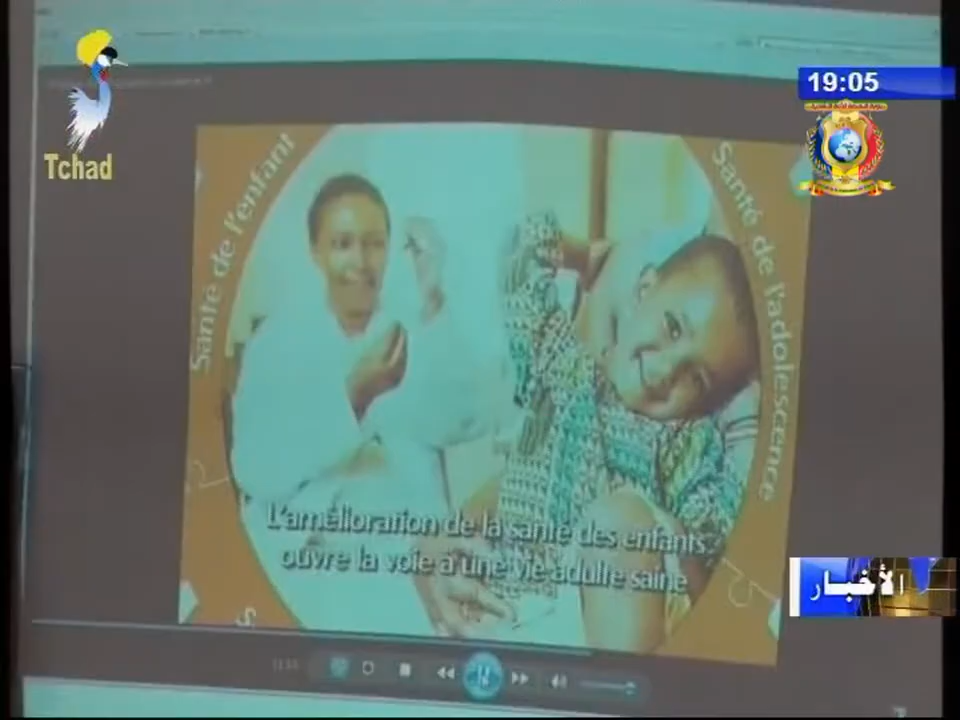 19:05
Tchad
Santé de l'enfant
Santé de l'adolescence
L'amélioration de la santé des enfants
ouvre la voie à une vie adulte saine
الأخبار